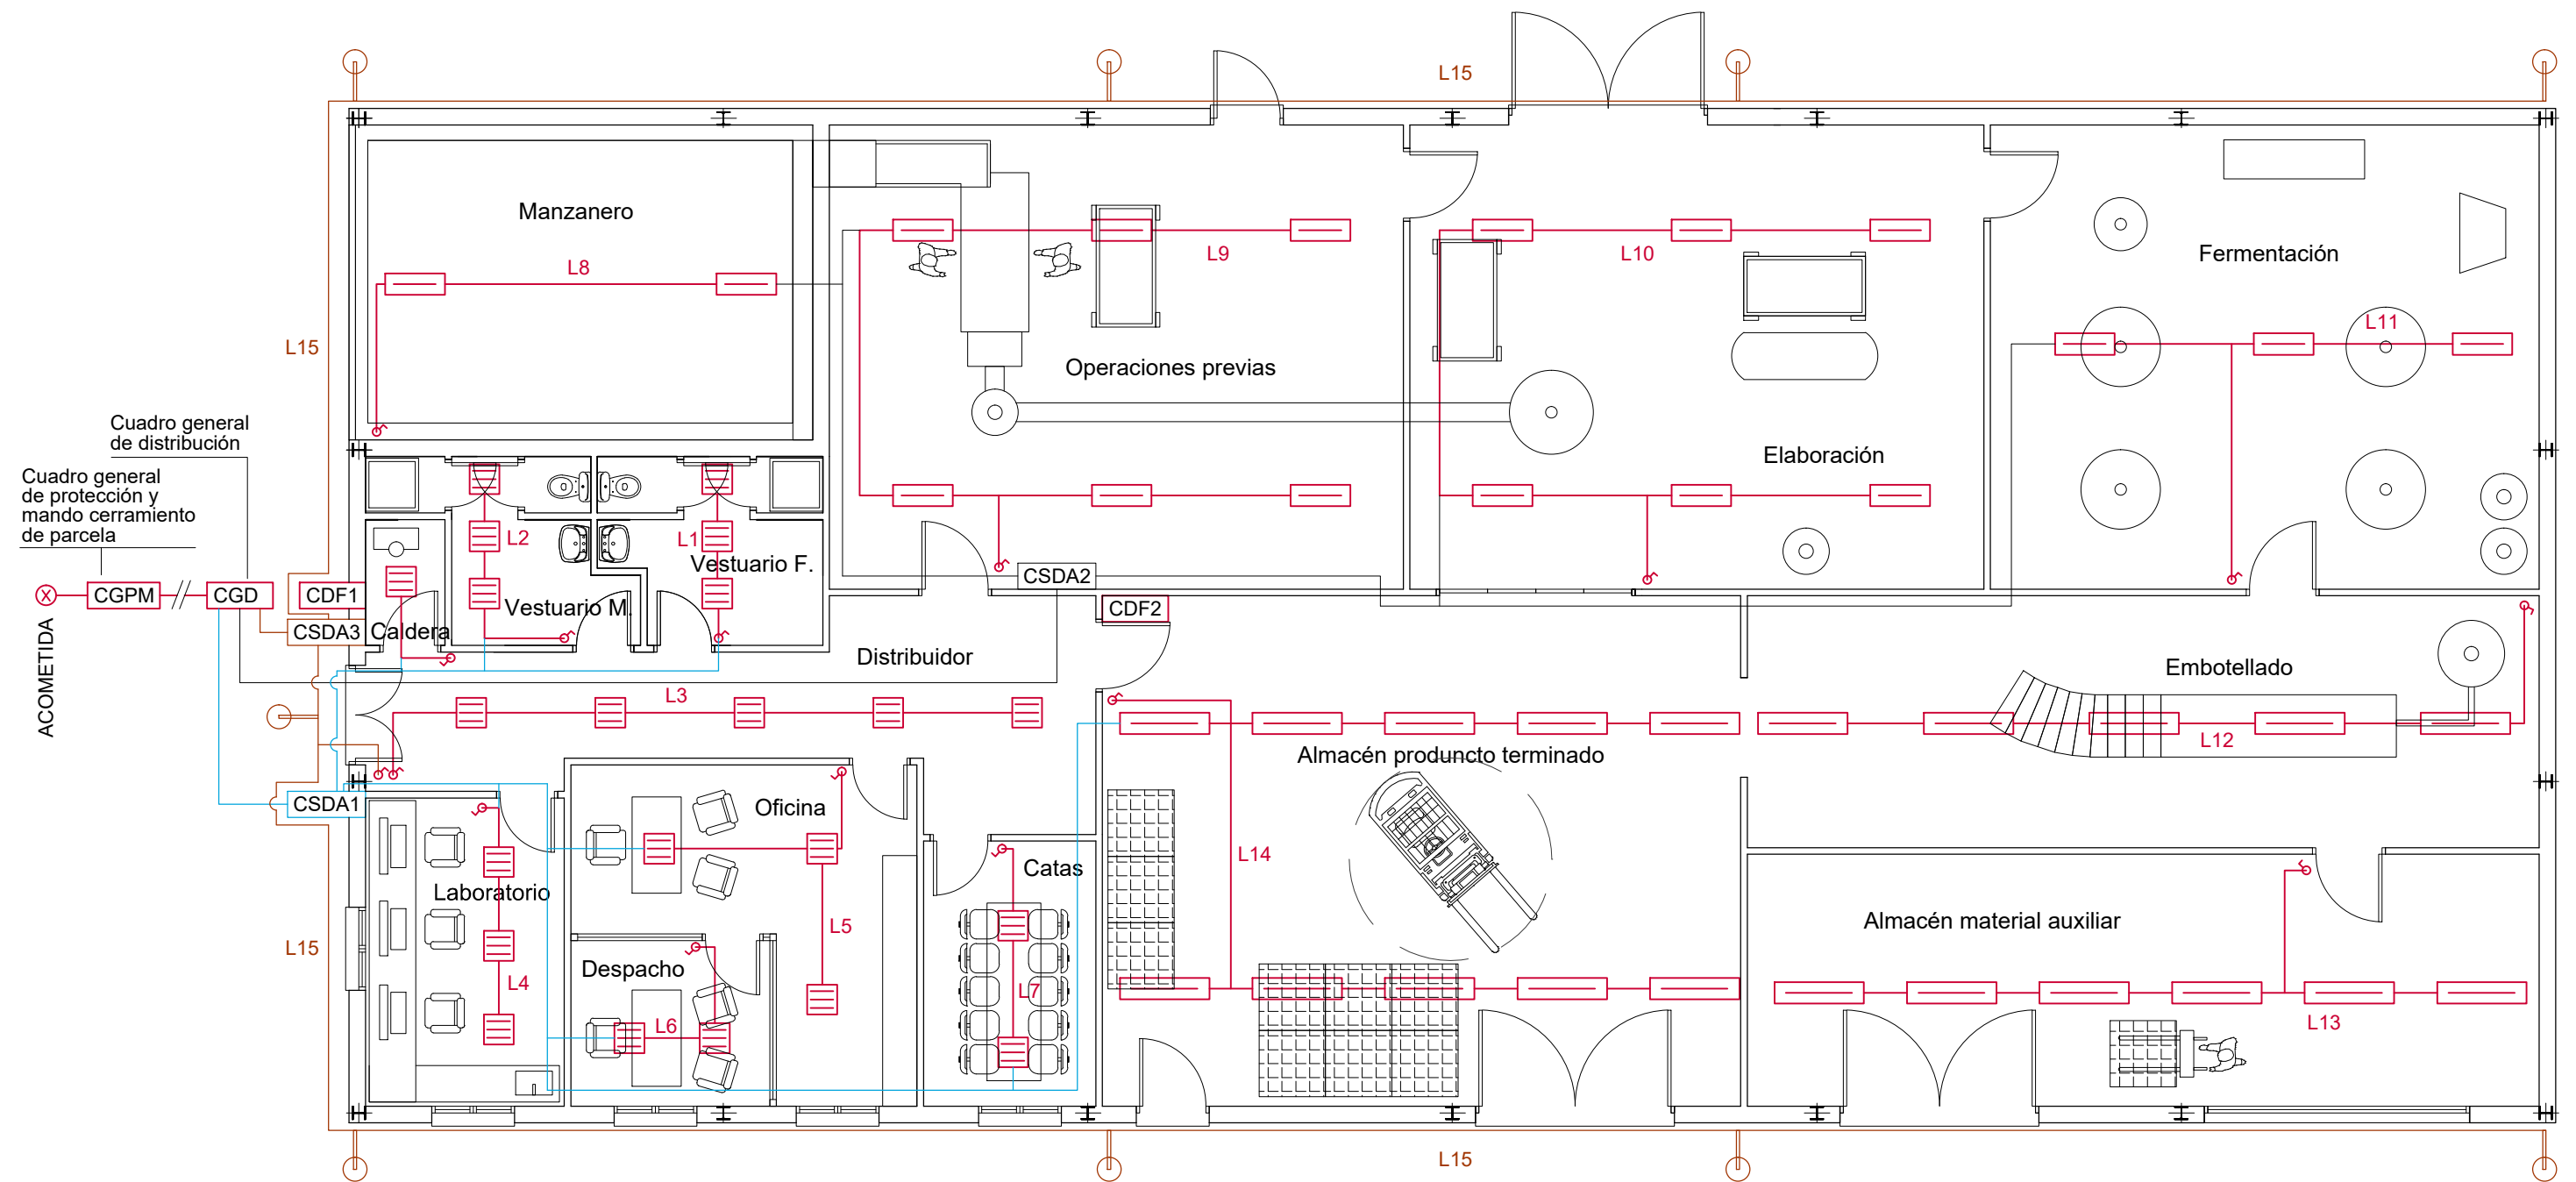 L15
Manzanero
L8
L9
L10
Fermentación
L11
L15
Operaciones previas
Elaboración
Cuadro general
de distribución
Cuadro general
de protección y
mando cerramiento
de parcela
L2
L1
Vestuario F.
CSDA2
CGPM
CGD
CDF1
Vestuario M.
CDF2
ACOMETIDA
CSDA3
Caldera
Distribuidor
Embotellado
L3
L12
Almacén produncto terminado
CSDA1
Oficina
L14
Catas
Laboratorio
L5
Almacén material auxiliar
L15
Despacho
L4
L7
L6
L13
L15